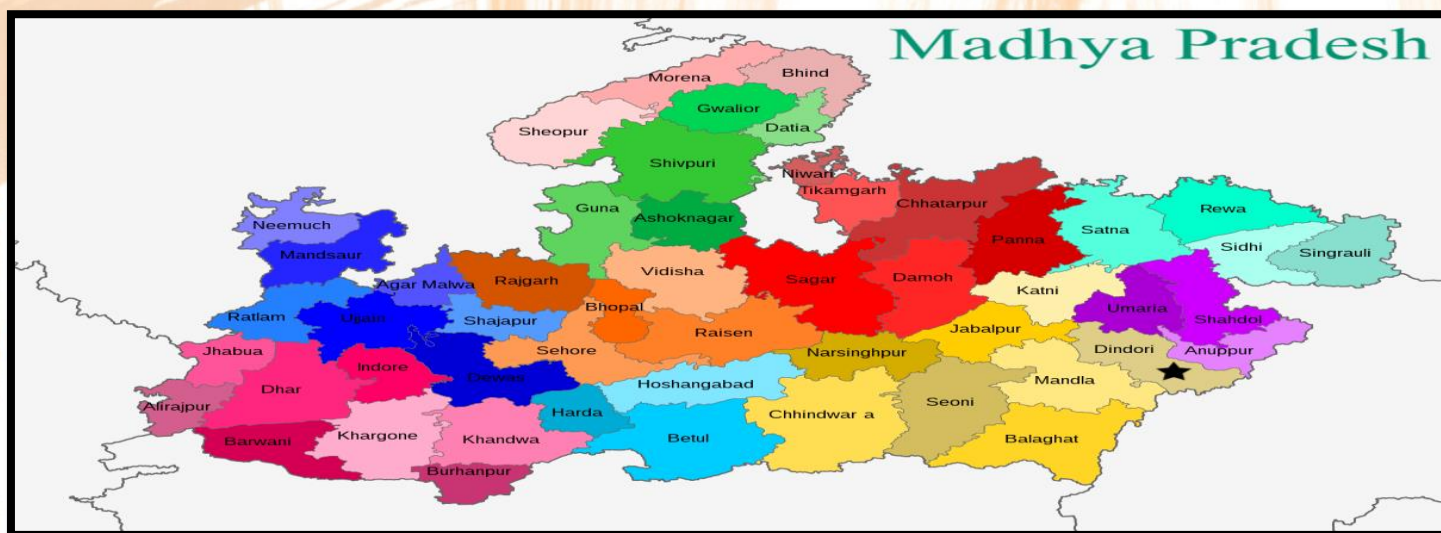 Madhya Pradesh
Morena
Bhind
Gwalior
Sheopur
Datia
Shivpuri
Niwari
Tikamgarh
Chhatarpur
Guna
Ashoknagar
Neemuch
Panna
Satna
Rewa
Sidhi
Singrauli
Mandsaur
Agar Malwa
Rajgarh
Vidisha
Sagar
Damoh
Katni
Umaria
Shahdol
Ratlam
Ujjain
Shajapur
Bhopal
Raisen
Jabalpur
Jhabua
Indore
Dewas
Sehore
Narsinghpur
Dindori
Anuppur
Alirajpur
Dhar
Hoshangabad
Mandla
Harda
Chhindwar a
Seoni
Barwani
Khargone
Khandwa
Betul
Balaghat
Burhanpur